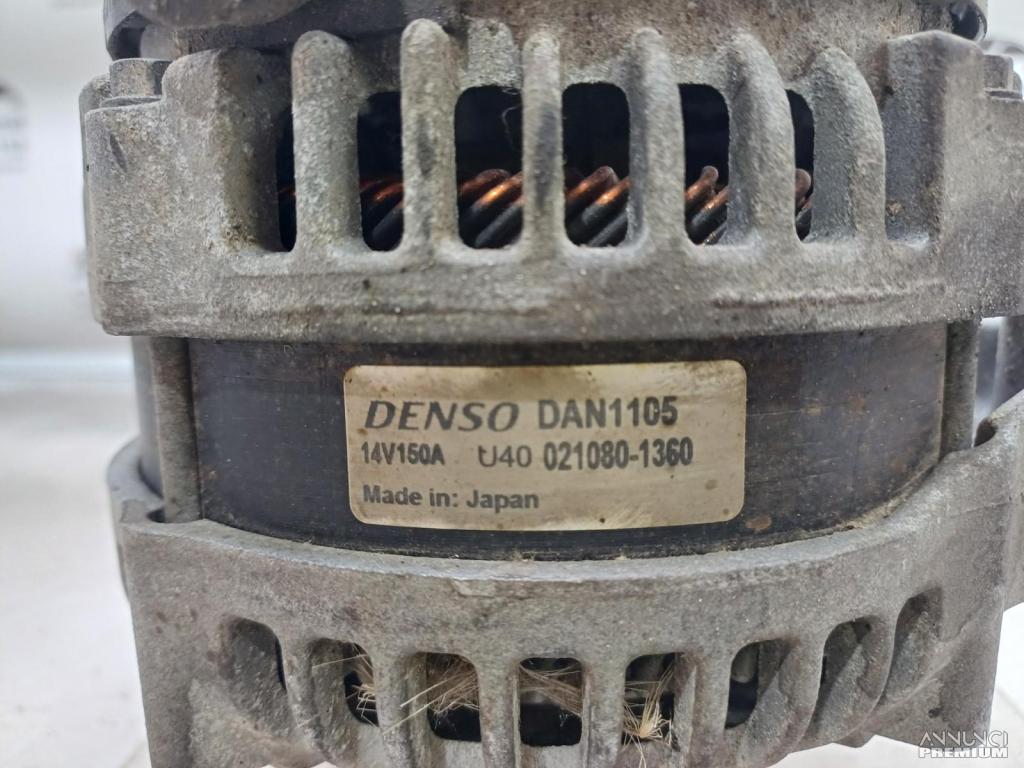 DENSO DAN1105
14V150A U40 021080-1360
Made in: Japan
ANNUNCI
PREMIUM